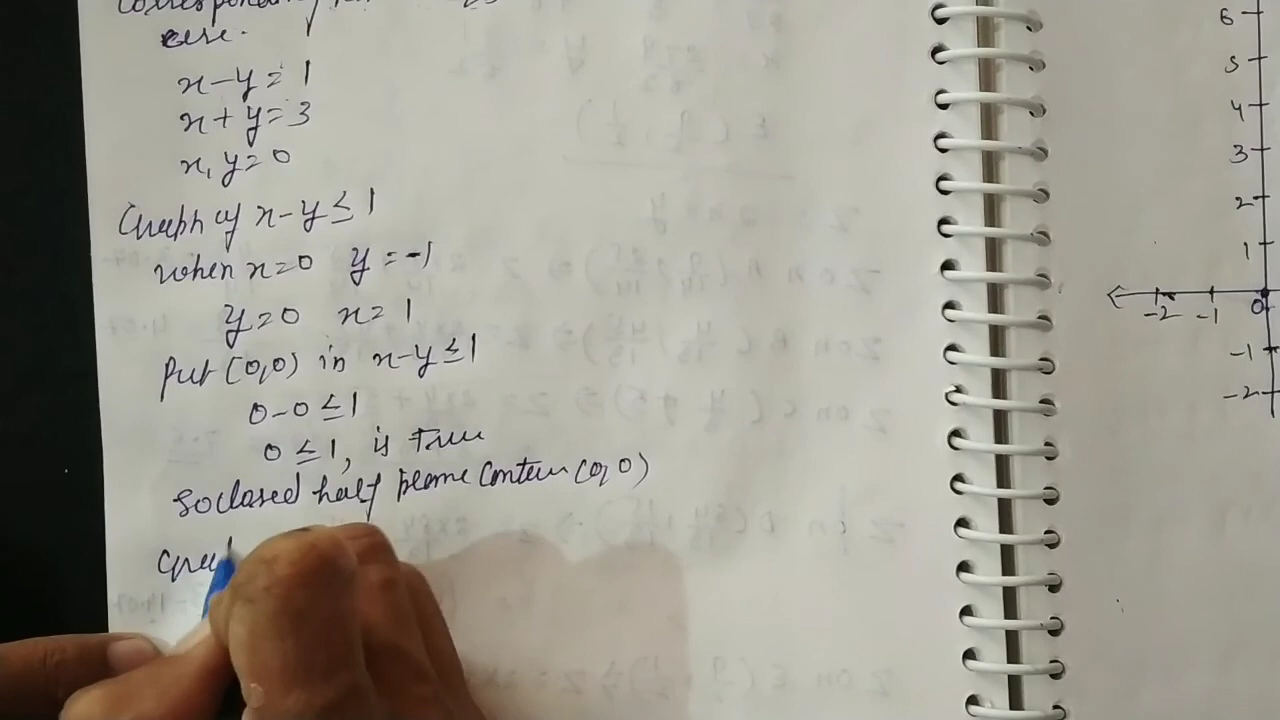 are.
x-y=1
x+y=3
x, y=0
Graph of x-y≤1
when x=0 y=-1
y=0 x=1
Put (0,0) in x-y≤1
0-0≤1
0≤1, is True
so closed half plane contain (0,0)
Grap
6
5
4
3
2
1
-2 -1 0
-1
-2